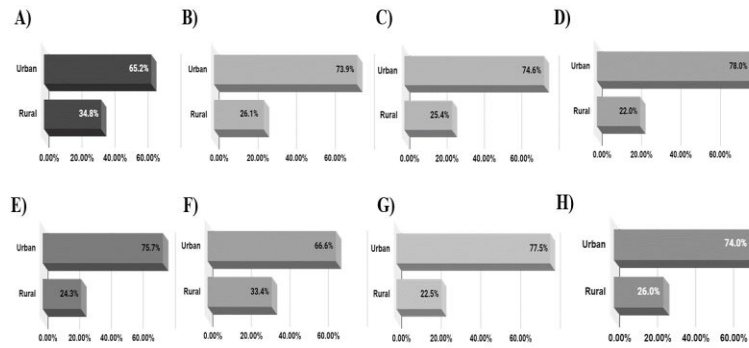 A)
Urban 65.2%
Rural 34.8%
0.00% 20.00% 40.00% 60.00%
B)
Urban 73.9%
Rural 26.1%
0.00% 20.00% 40.00% 60.00%
C)
Urban 74.6%
Rural 25.4%
0.00% 20.00% 40.00% 60.00%
D)
Urban 78.0%
Rural 22.0%
0.00% 20.00% 40.00% 60.00%
E)
Urban 75.7%
Rural 24.3%
0.00% 20.00% 40.00% 60.00%
F)
Urban 66.6%
Rural 33.4%
0.00% 20.00% 40.00% 60.00%
G)
Urban 77.5%
Rural 22.5%
0.00% 20.00% 40.00% 60.00%
H)
Urban 74.0%
Rural 26.0%
0.00% 20.00% 40.00% 60.00%